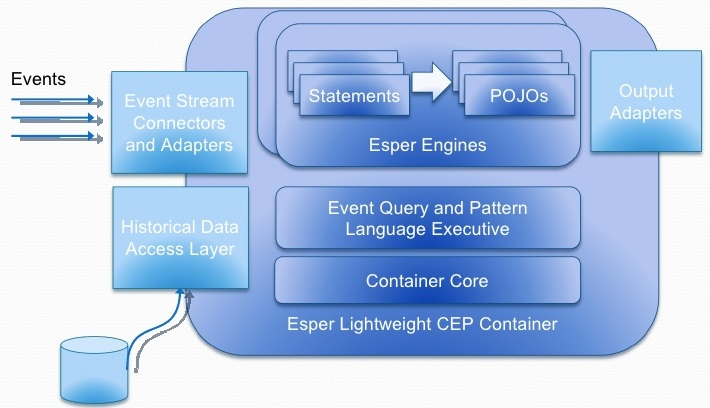 Events
Event Stream
Connectors
and Adapters
Statements
POJOs
Esper Engines
Output
Adapters
Historical Data
Access Layer
Event Query and Pattern
Language Executive
Container Core
Esper Lightweight CEP Container